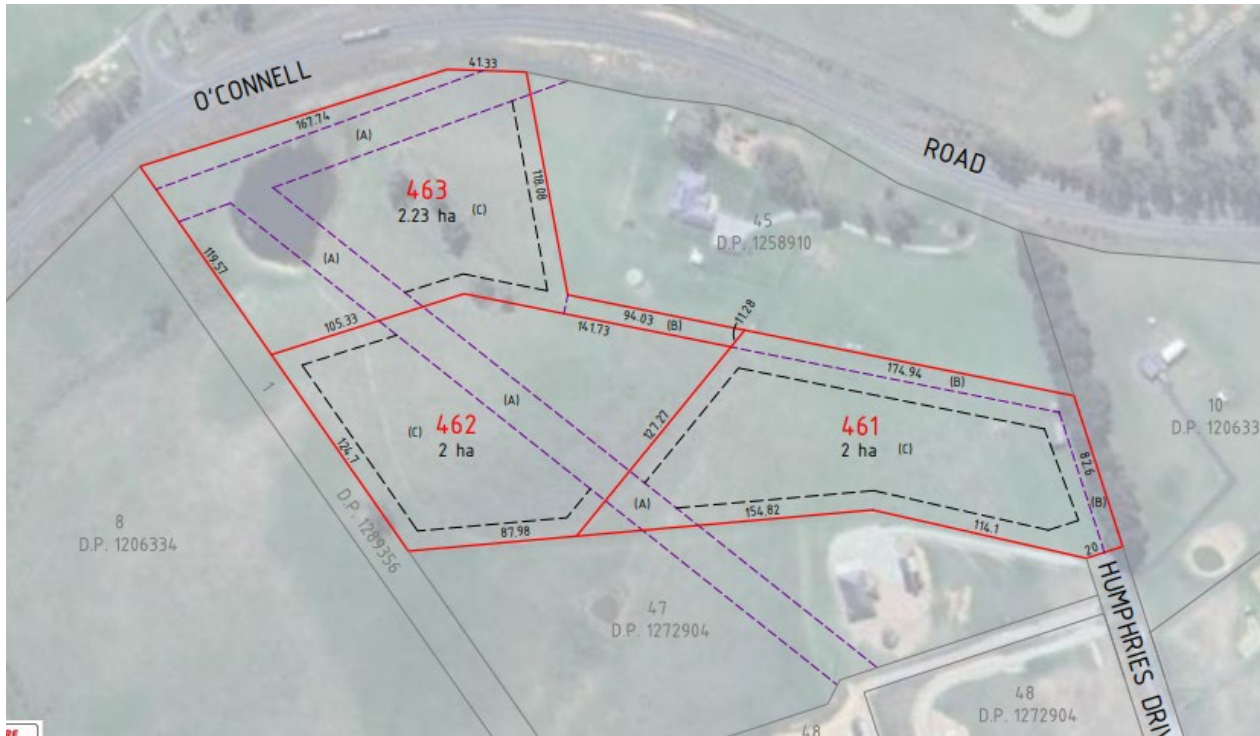 41.33
O'CONNELL
167.74
(A)
ROAD
463
2.23 ha
(C)
118.08
45
D.P. 1258910
119.57
(A)
105.33
94.03
(B)
141.73
11.28
174.94
(B)
1
(A)
127.27
10
D.P. 120633
(C)
462
2 ha
461
2 ha
(C)
124.7
82.6
(B)
D.P. 1289356
8
D.P. 1206334
(A)
87.98
154.82
114.1
20
47
D.P. 1272904
HUMPHRIES DRIV
48
D.P. 1272904
48